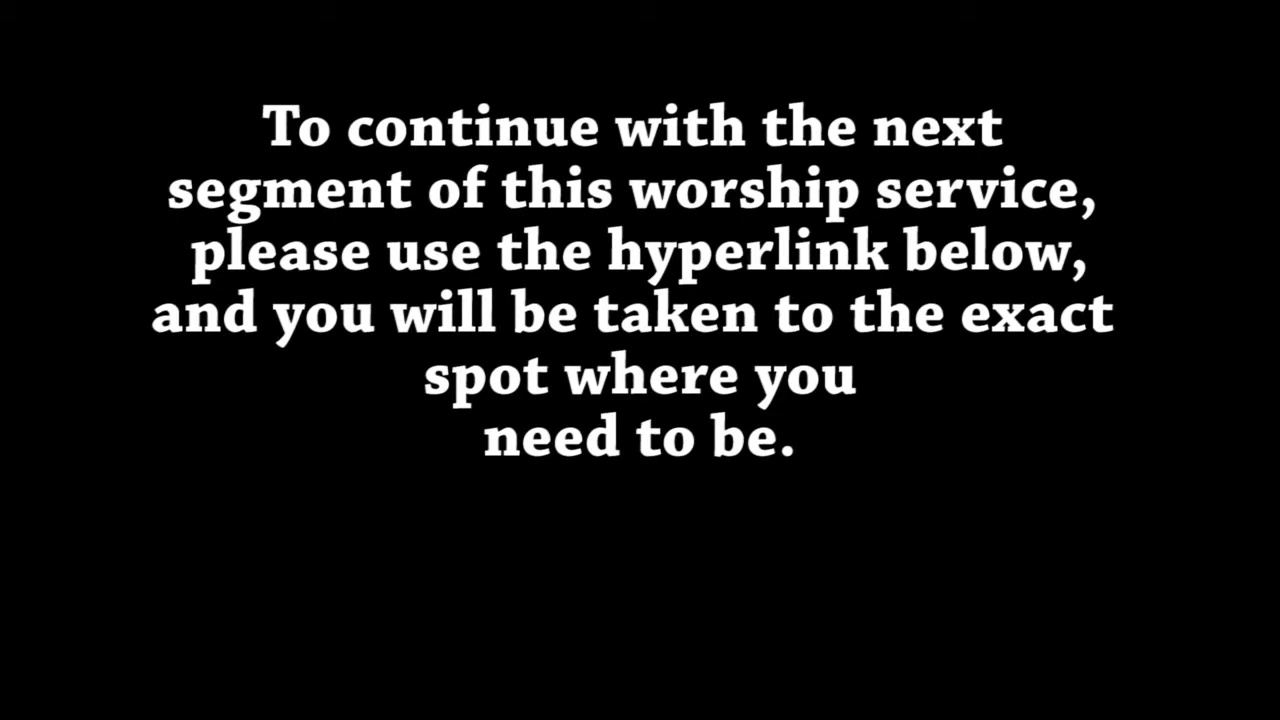 To continue with the next
segment of this worship service,
please use the hyperlink below,
and you will be taken to the exact
spot where you
need to be.